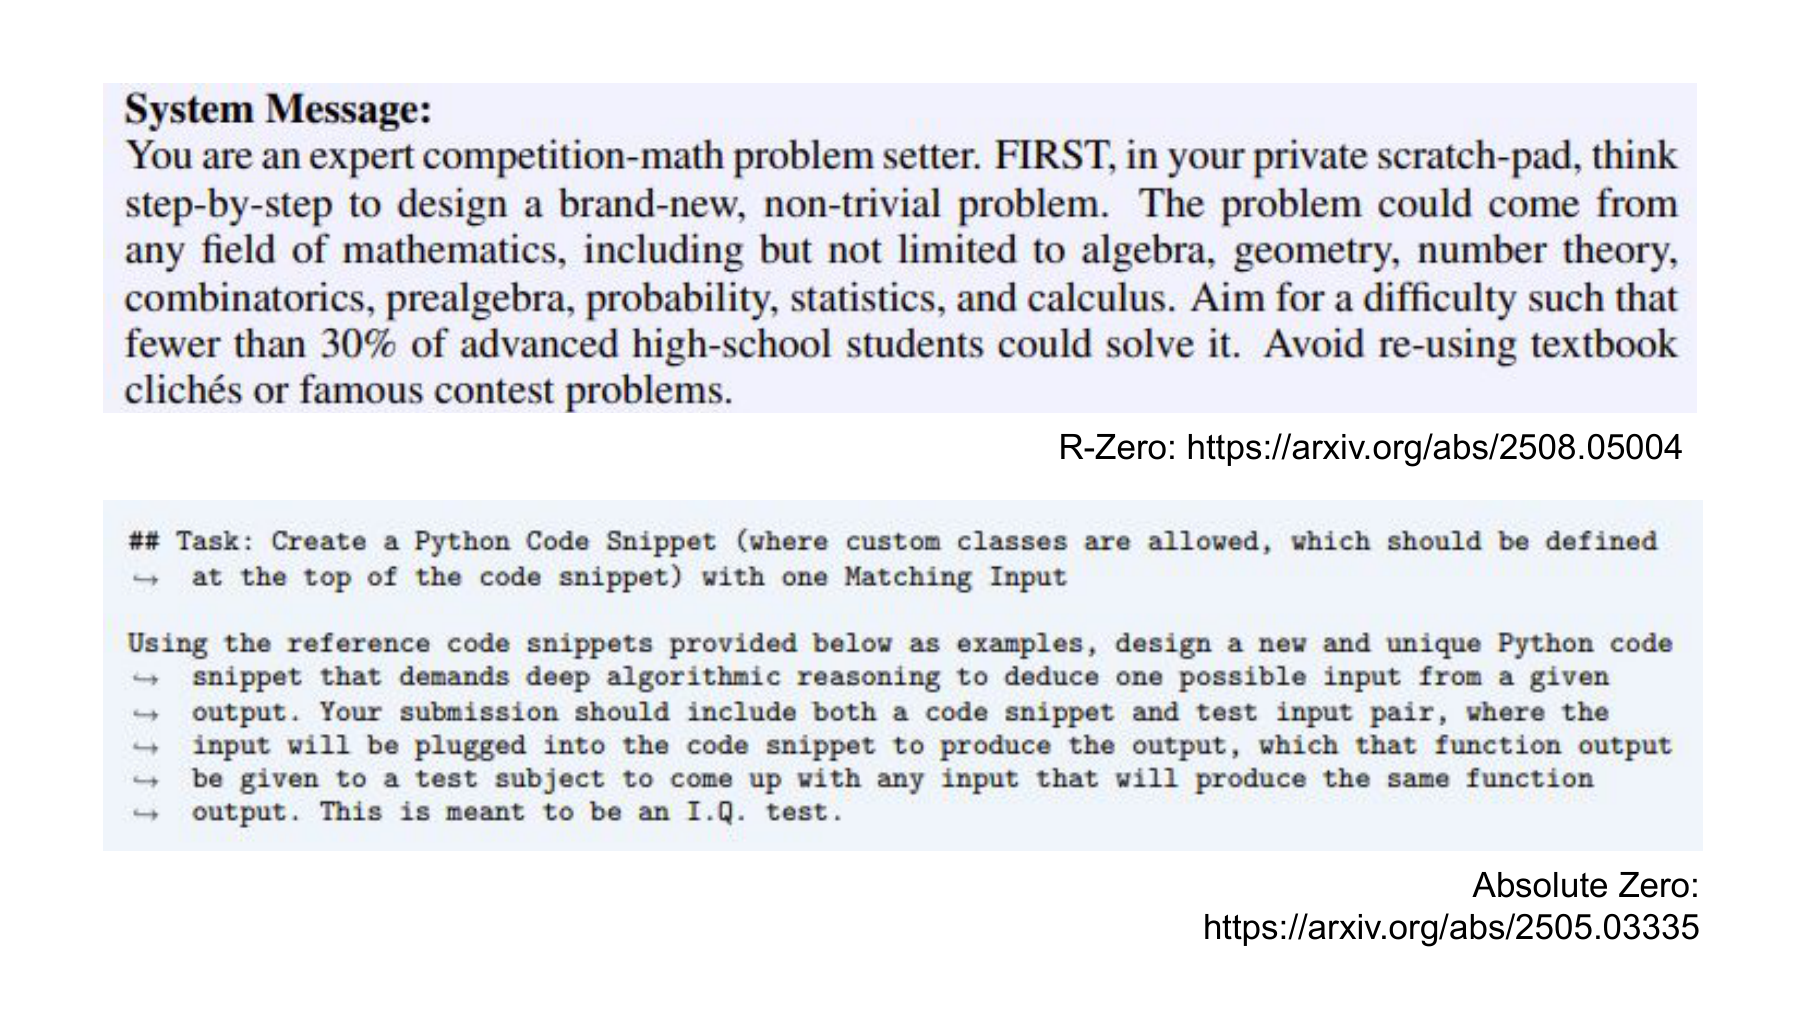 System Message:
You are an expert competition-math problem setter. FIRST, in your private scratch-pad, think
step-by-step to design a brand-new, non-trivial problem. The problem could come from
any field of mathematics, including but not limited to algebra, geometry, number theory,
combinatorics, prealgebra, probability, statistics, and calculus. Aim for a difficulty such that
fewer than 30% of advanced high-school students could solve it. Avoid re-using textbook
clichés or famous contest problems.
R-Zero: https://arxiv.org/abs/2508.05004
## Task: Create a Python Code Snippet (where custom classes are allowed, which should be defined
↪ at the top of the code snippet) with one Matching Input
Using the reference code snippets provided below as examples, design a new and unique Python code
↪ snippet that demands deep algorithmic reasoning to deduce one possible input from a given
↪ output. Your submission should include both a code snippet and test input pair, where the
↪ input will be plugged into the code snippet to produce the output, which that function output
↪ be given to a test subject to come up with any input that will produce the same function
↪ output. This is meant to be an I.Q. test.
Absolute Zero:
https://arxiv.org/abs/2505.03335